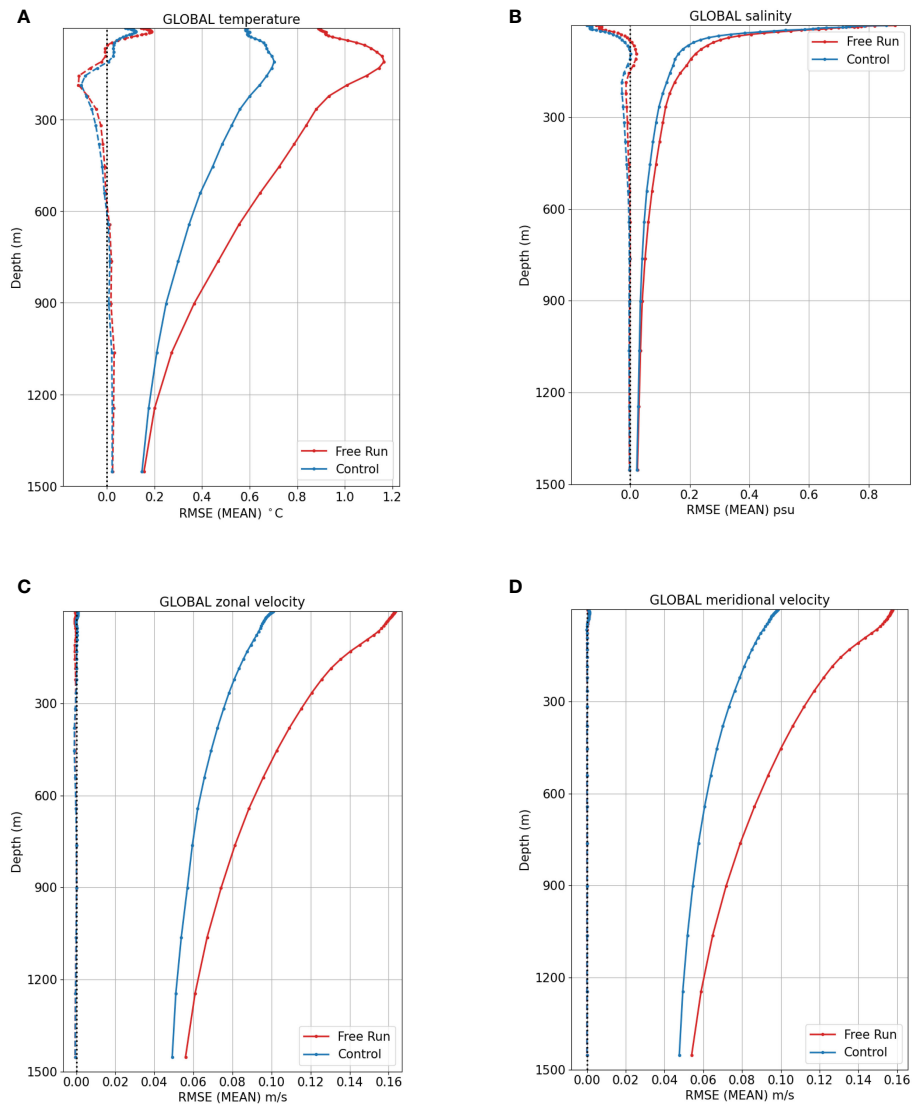 A
GLOBAL temperature
300
600
900
1200
1500
Depth (m)
0.0 0.2 0.4 0.6 0.8 1.0 1.2
RMSE (MEAN) °C
Free Run
Control
B
GLOBAL salinity
Free Run
Control
300
600
900
1200
1500
Depth (m)
0.0 0.2 0.4 0.6 0.8
RMSE (MEAN) psu
C
GLOBAL zonal velocity
300
600
900
1200
1500
Depth (m)
Free Run
Control
0.00 0.02 0.04 0.06 0.08 0.10 0.12 0.14 0.16
RMSE (MEAN) m/s
D
GLOBAL meridional velocity
300
600
900
1200
1500
Depth (m)
Free Run
Control
0.00 0.02 0.04 0.06 0.08 0.10 0.12 0.14 0.16
RMSE (MEAN) m/s